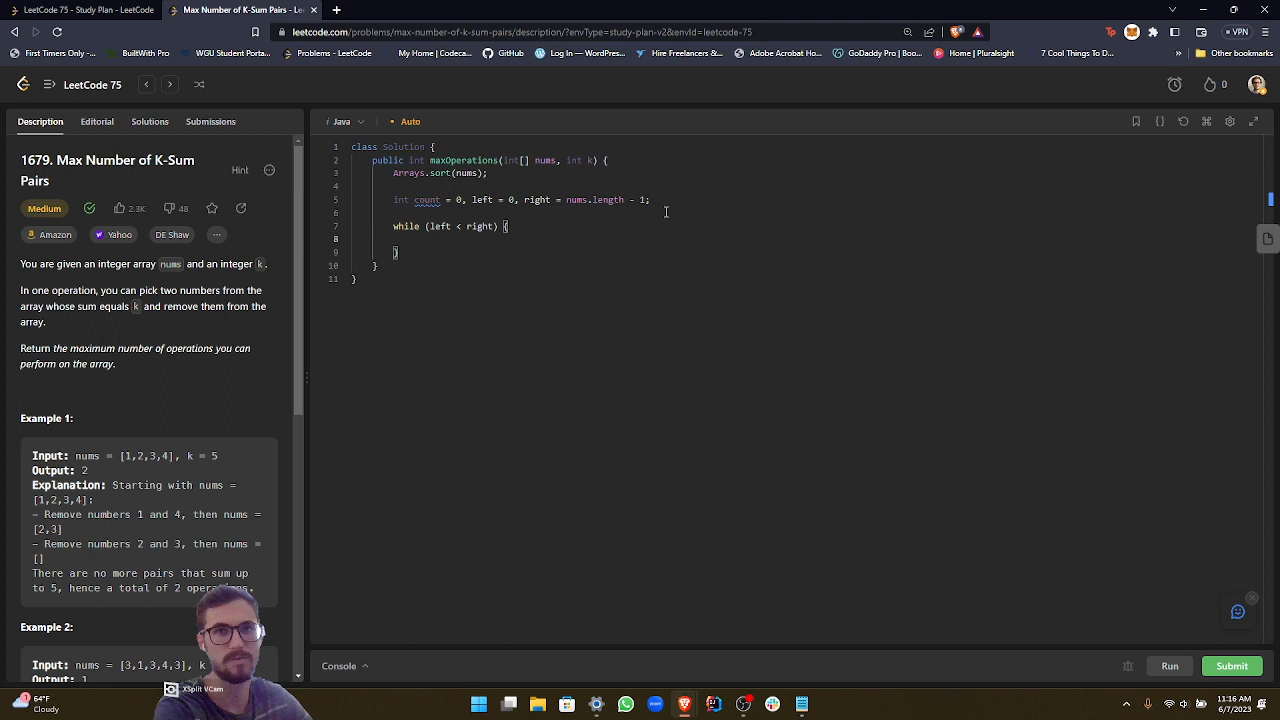 LeetCode 75 - Study Plan - LeetCode
Max Number of K-Sum Pairs - Le
leetcode.com/problems/max-number-of-k-sum-pairs/description/?envType=study-plan-v2&envId=leetcode-75
VPN
First Timers Only -...
BuiltWith Pro
WGU Student Porta...
Problems - LeetCode
My Home | Codeca...
GitHub
Log In — WordPress...
Hire Freelancers &...
Adobe Acrobat Ho...
GoDaddy Pro | Boo...
Home | Pluralsight
7 Cool Things To D...
Other Bookmarks
LeetCode 75
0
Description
Editorial
Solutions
Submissions
1679. Max Number of K-Sum
Pairs
Hint
Medium
2.3K
48
Amazon
Yahoo
DE Shaw
You are given an integer array nums and an integer k.
In one operation, you can pick two numbers from the
array whose sum equals k and remove them from the
array.
Return the maximum number of operations you can
perform on the array.
Example 1:
Input: nums = [1,2,3,4], k = 5
Output: 2
Explanation: Starting with nums =
[1,2,3,4]:
- Remove numbers 1 and 4, then nums =
[2,3]
- Remove numbers 2 and 3, then nums =
[]
There are no more pairs that sum up
to 5, hence a total of 2 operations.
Example 2:
Input: nums = [3,1,3,4,3], k
Output: 1
i Java
Auto
1 class Solution {
2 public int maxOperations(int[] nums, int k) {
3 Arrays.sort(nums);
4
5 int count = 0, left = 0, right = nums.length - 1;
6
7 while (left < right) {
8
9 }
10 }
11 }
Console
Run
Submit
XSplit VCam
1
64°F
Cloudy
11:16 AM
6/7/2023